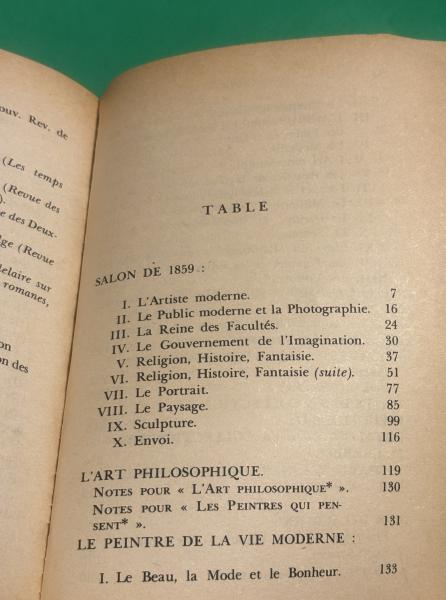 ouv. Rev. de
(Les temps
(Revue des
).
e des Deux-
lge (Revue
delaire sur
romanes,
on
on des
TABLE
SALON DE 1859 :
I. L'Artiste moderne. 7
II. Le Public moderne et la Photographie. 16
III. La Reine des Facultés. 24
IV. Le Gouvernement de l'Imagination. 30
V. Religion, Histoire, Fantaisie. 37
VI. Religion, Histoire, Fantaisie (suite). 51
VII. Le Portrait. 77
VIII. Le Paysage. 85
IX. Sculpture. 99
X. Envoi. 116
L'ART PHILOSOPHIQUE. 119
Notes pour « L'Art philosophique* ». 130
Notes pour « Les Peintres qui pen-
sent* ». 131
LE PEINTRE DE LA VIE MODERNE :
I. Le Beau, la Mode et le Bonheur. 133